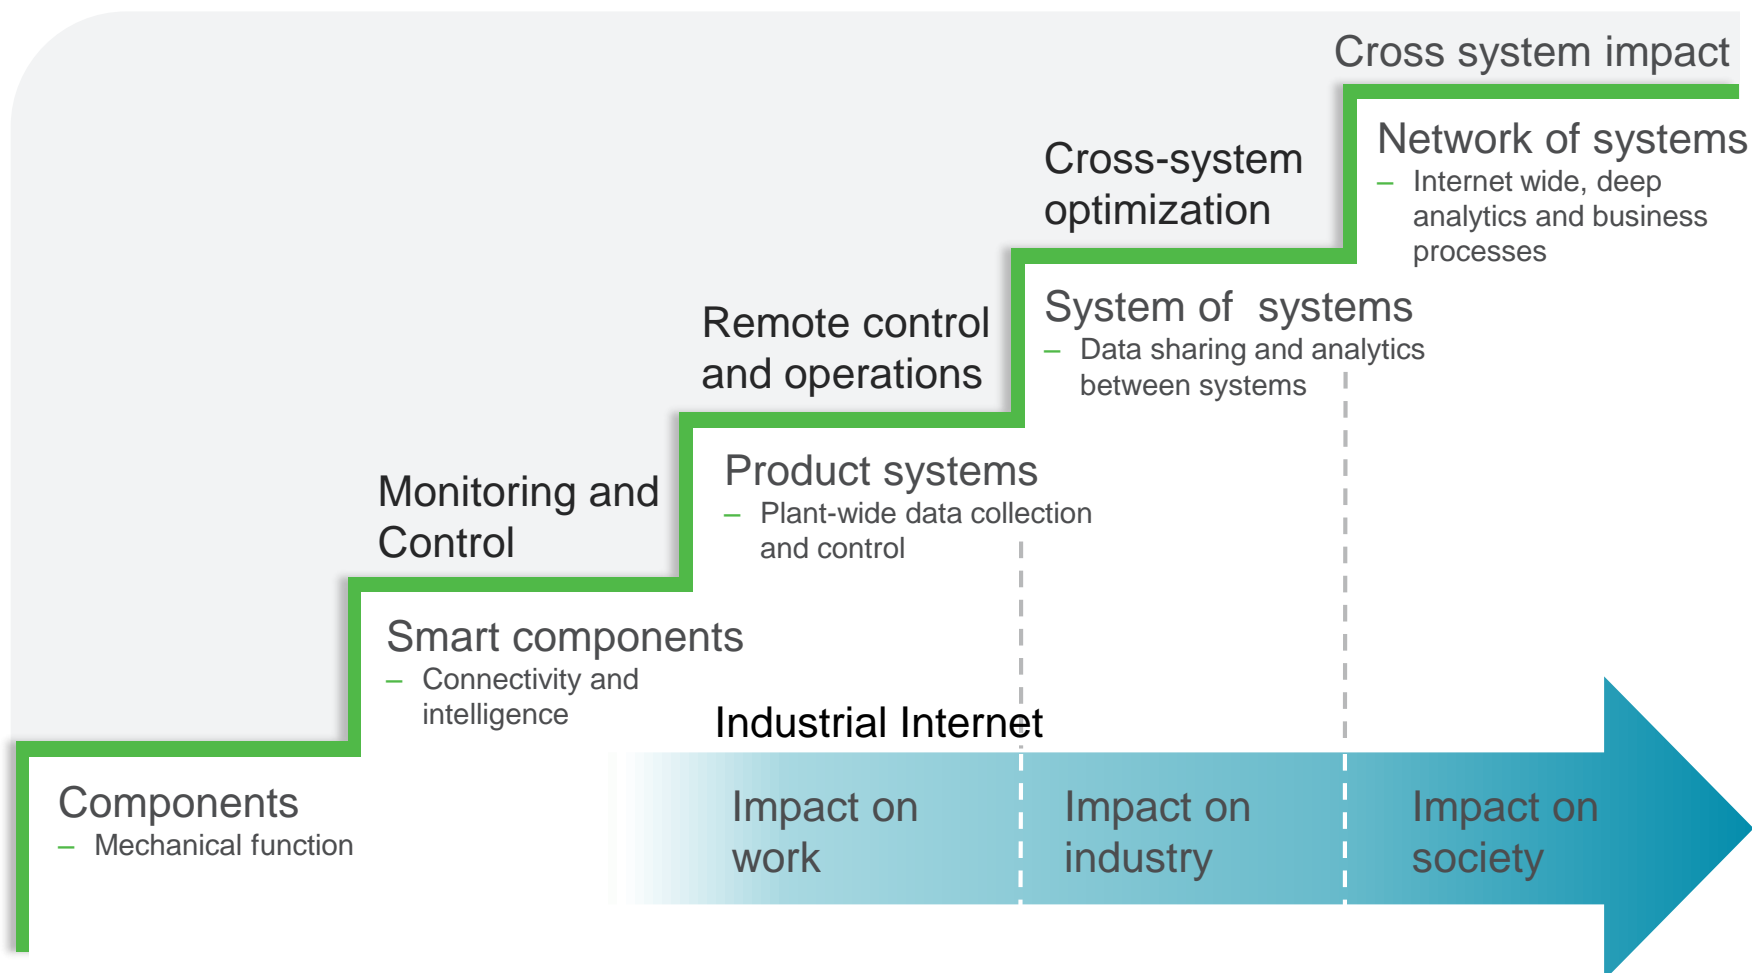 Cross system impact
Network of systems
– Internet wide, deep
analytics and business
processes
Cross-system
optimization
System of  systems
– Data sharing and analytics
between systems
Remote control
and operations
Product systems
– Plant-wide data collection
and control
Monitoring and
Control
Smart components
– Connectivity and
intelligence
Components
– Mechanical function
Industrial Internet
Impact on
work
Impact on
industry
Impact on
society